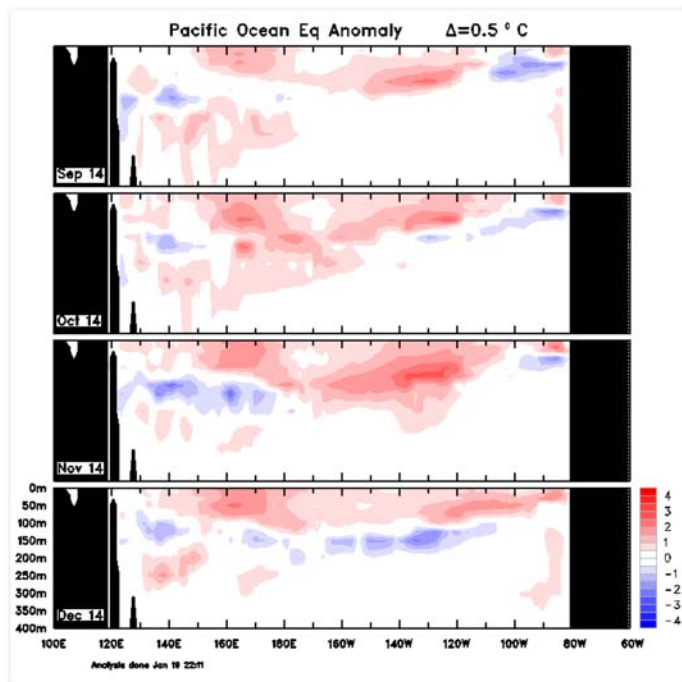 Pacific Ocean Eq Anomaly Δ=0.5 °C
Sep 14
Oct 14
Nov 14
0m
50m
100m
150m
200m
250m
300m
350m
400m
Dec 14
4
3
2
1
0
-1
-2
-3
-4
100E 120E 140E 160E 180E 160W 140W 120W 100W 80W 60W
Analysis done Jan 19 22:11